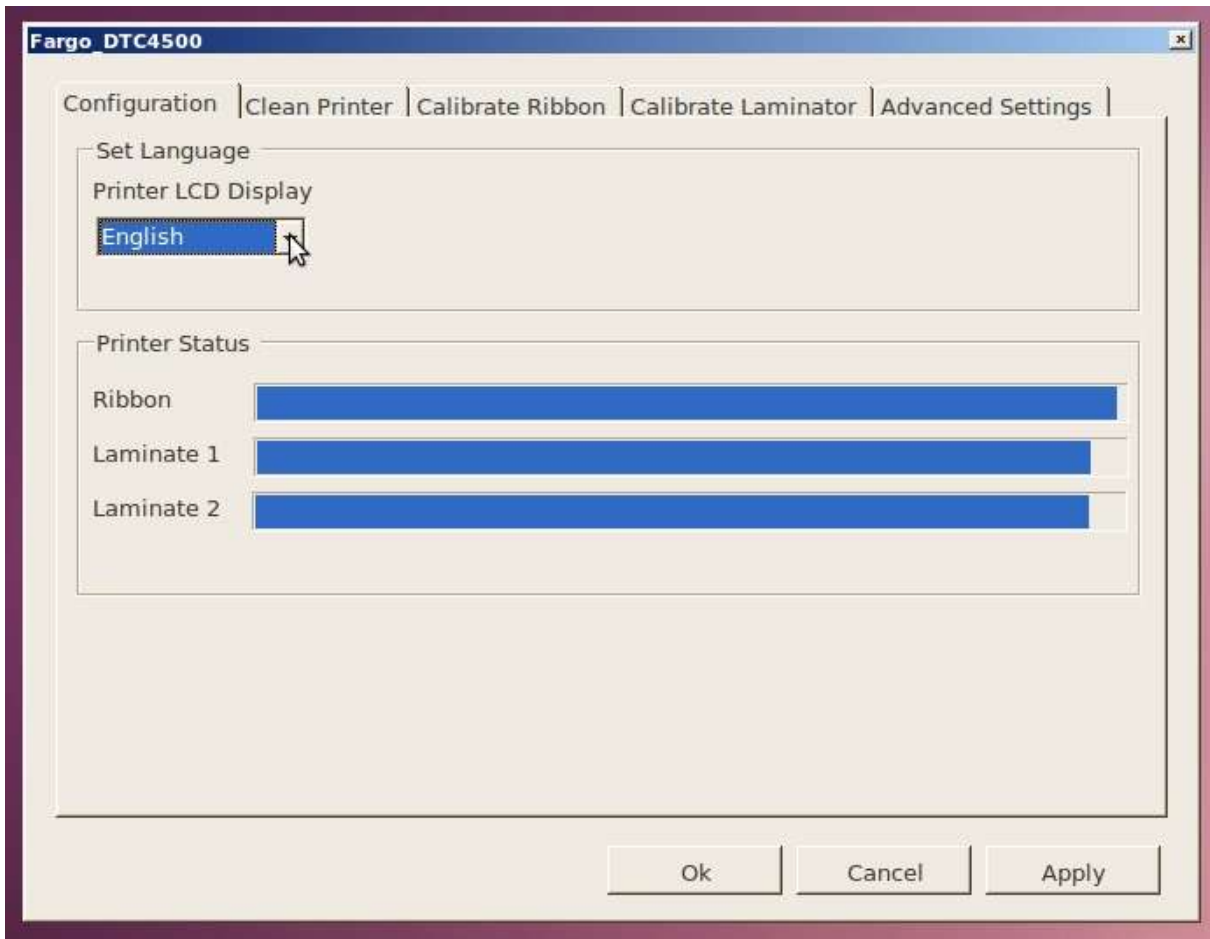 Fargo_DTC4500
Configuration Clean Printer Calibrate Ribbon Calibrate Laminator Advanced Settings
Set Language
Printer LCD Display
English
Printer Status
Ribbon
Laminate 1
Laminate 2
Ok Cancel Apply